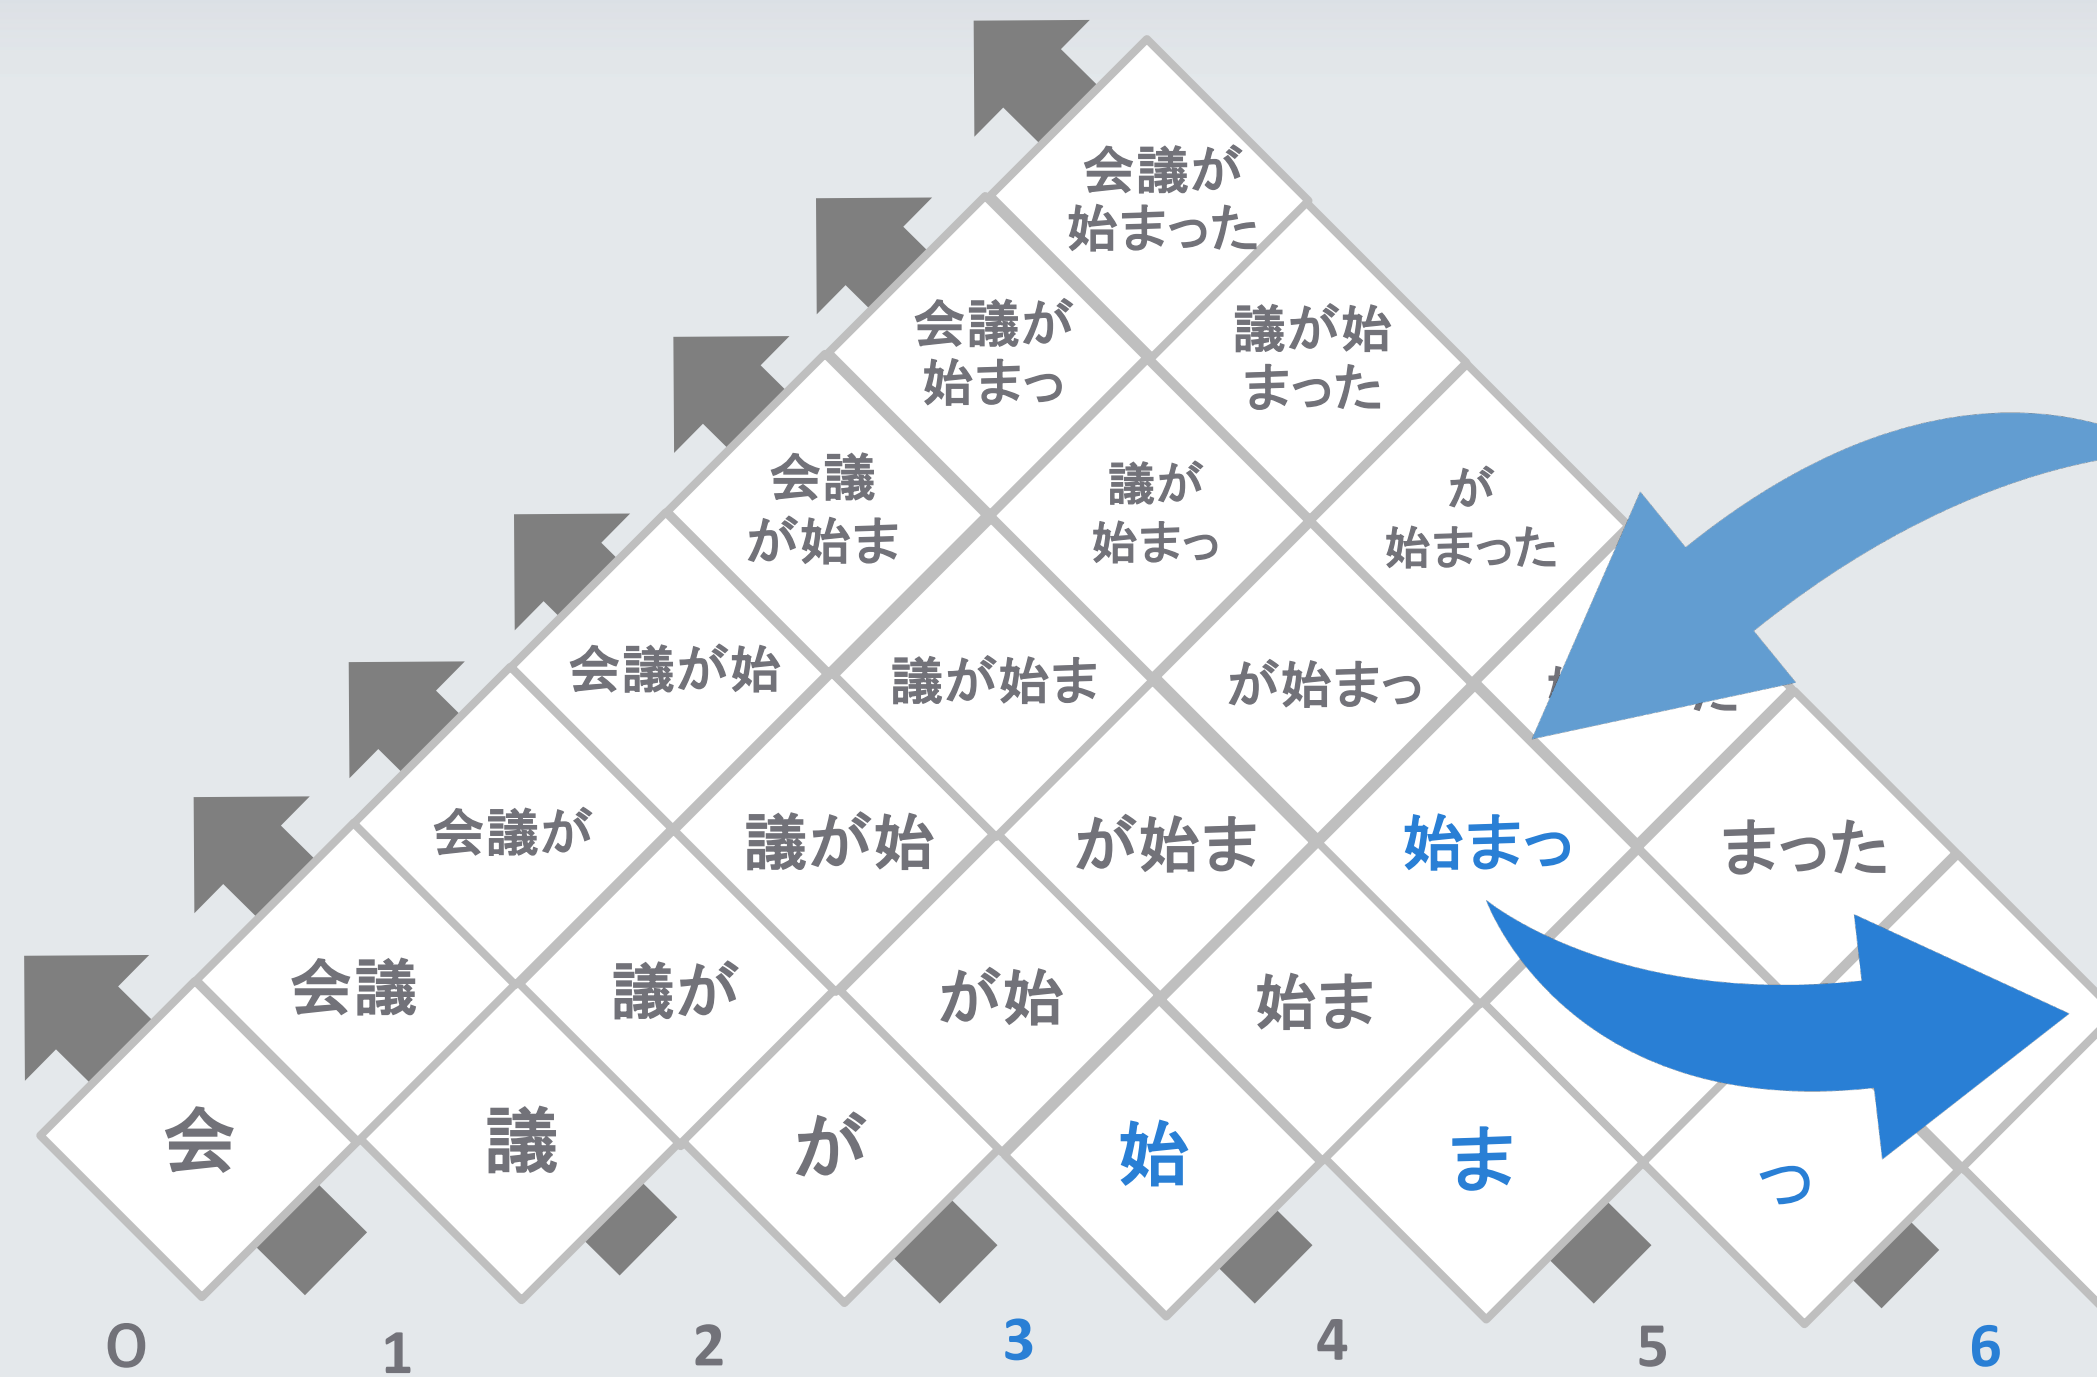 会議が
始まった
会議が
始まっ
議が始
まった
会議
が始ま
議が
始まっ
が
始まった
会議が始
議が始ま
が始まっ
た
会議が
議が始
が始ま
始まっ
まった
会議
議が
が始
始ま
会
議
が
始
ま
っ
0
1
2
3
4
5
6